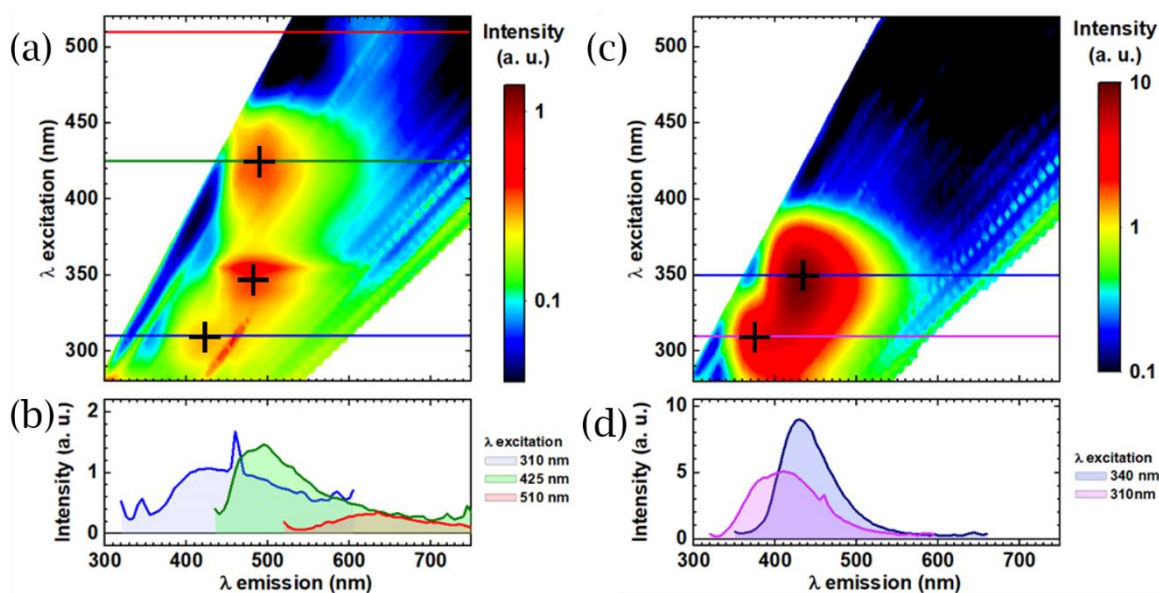 (a)
λ excitation (nm)
500
450
400
350
300
Intensity
(a. u.)
1
0.1
(c)
λ excitation (nm)
500
450
400
350
300
Intensity
(a. u.)
10
1
0.1
(b)
Intensity (a. u.)
2
1
0
300 400 500 600 700
λ emission (nm)
λ excitation
310 nm
425 nm
510 nm
(d)
Intensity (a. u.)
10
5
0
300 400 500 600 700
λ emission (nm)
λ excitation
340 nm
310nm